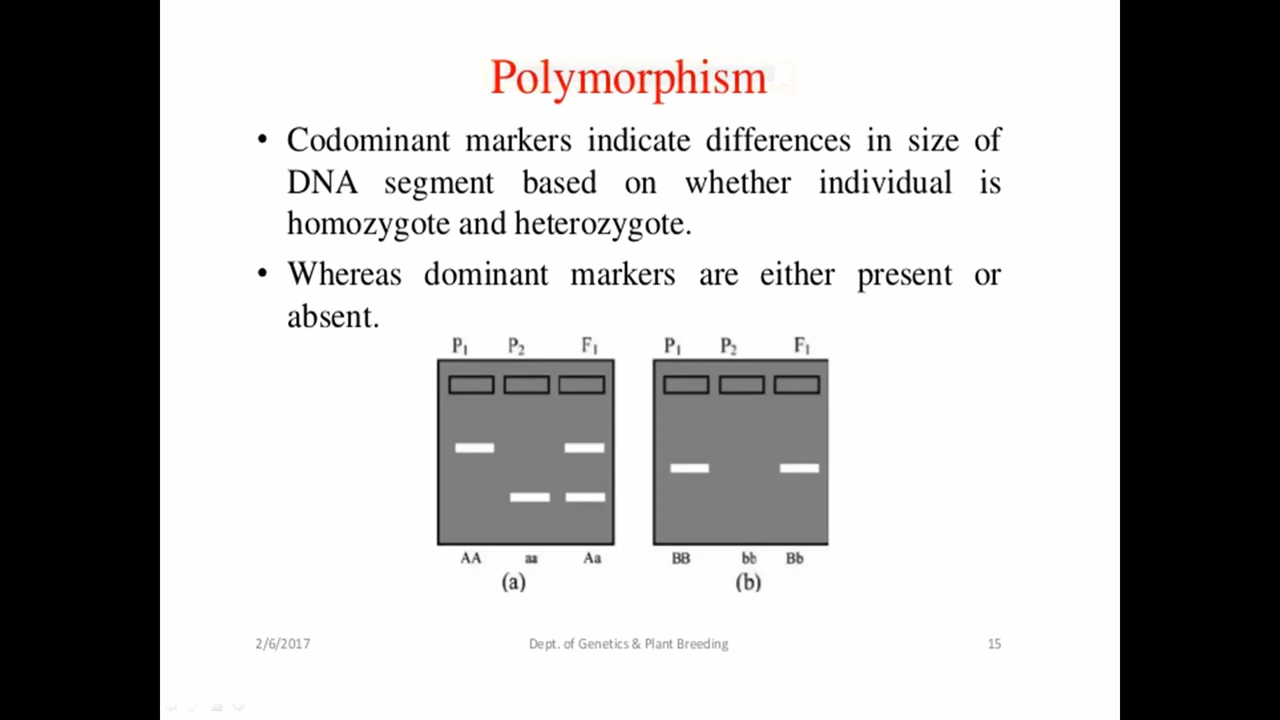 Polymorphism
• Codominant markers indicate differences in size of
DNA segment based on whether individual is
homozygote and heterozygote.
• Whereas dominant markers are either present or
absent.
P₁ P₂ F₁ P₁ P₂ F₁
AA aa Aa BB bb Bb
(a) (b)
2/6/2017 Dept. of Genetics & Plant Breeding 15